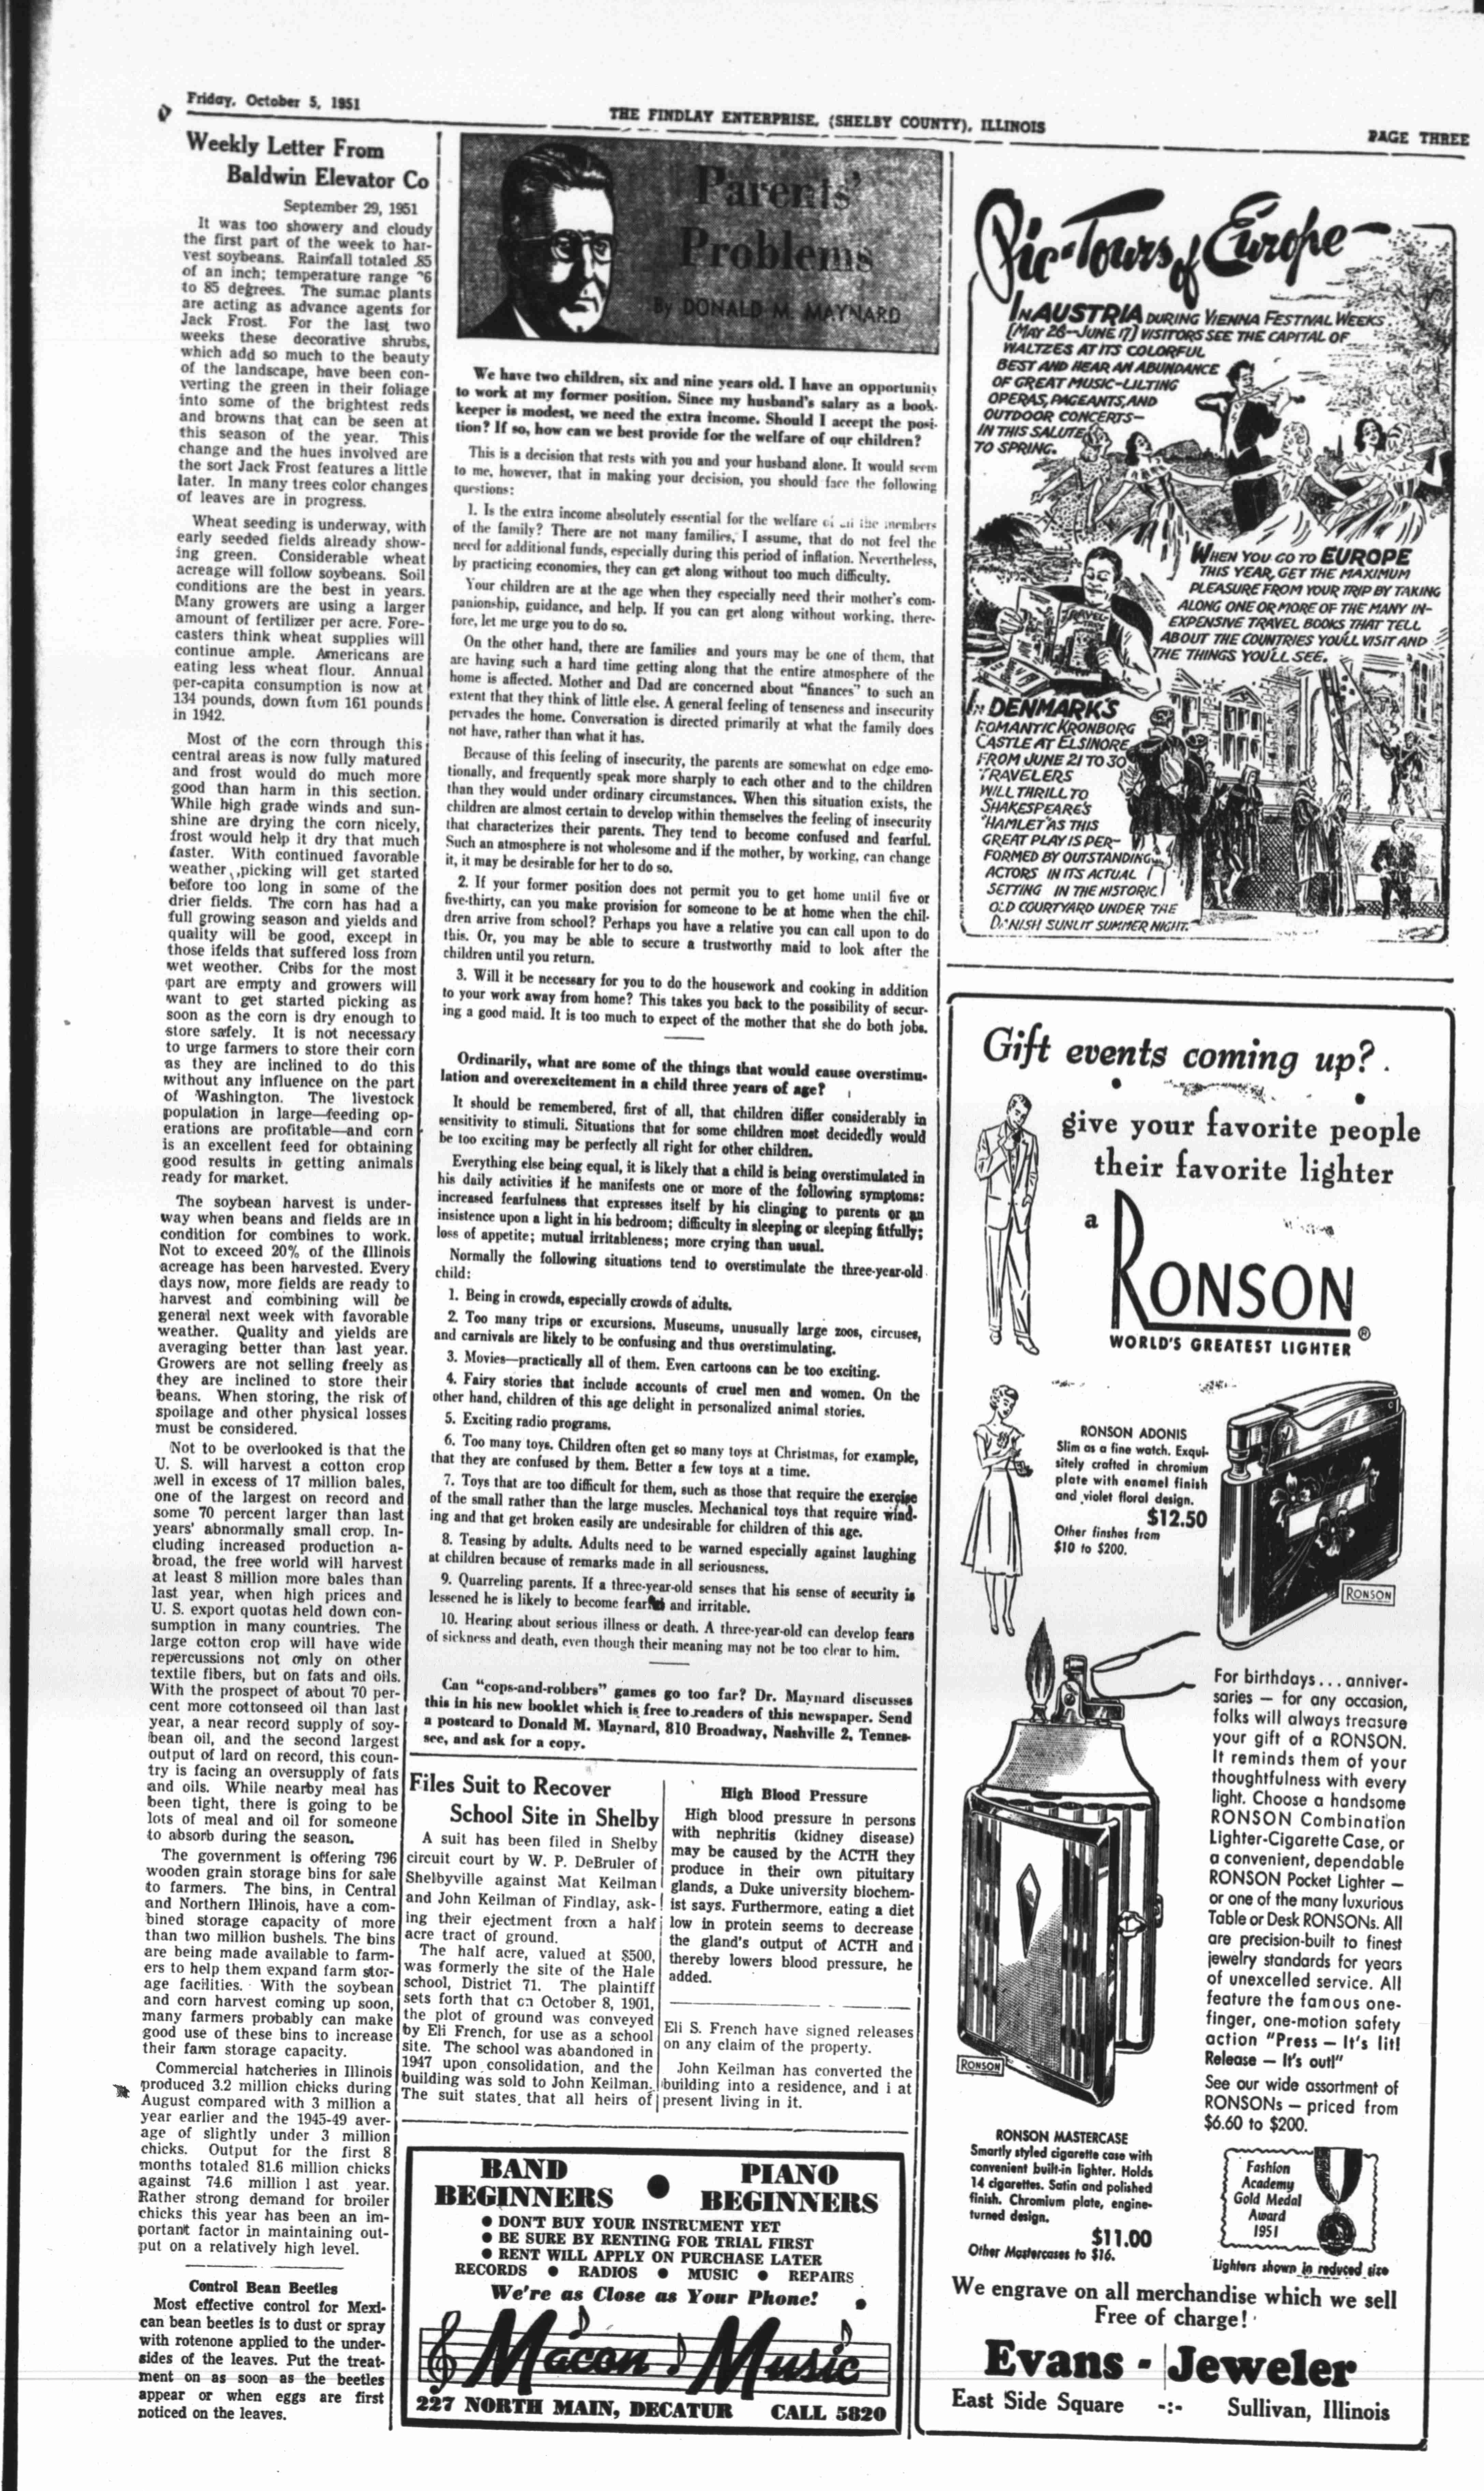 Friday, October 5, 1951
THE FINDLAY ENTERPRISE, (SHELBY COUNTY), ILLINOIS
PAGE THREE
Weekly Letter From
Baldwin Elevator Co
September 29, 1951
It was too showery and cloudy
the first part of the week to har-
vest soybeans. Rainfall totaled .85
of an inch; temperature range 6
to 85 degrees. The sumac plants
are acting as advance agents for
Jack Frost. For the last two
weeks these decorative shrubs,
which add so much to the beauty
of the landscape, have been con-
verting the green in their foliage
into some of the brightest reds
and browns that can be seen at
this season of the year. This
change and the hues involved are
the sort Jack Frost features a little
later. In many trees color changes
of leaves are in progress.
Wheat seeding is underway, with
early seeded fields already show-
ing green. Considerable wheat
acreage will follow soybeans. Soil
conditions are the best in years.
Many growers are using a larger
amount of fertilizer per acre. Fore-
casters think wheat supplies will
continue ample. Americans are
eating less wheat flour. Annual
per-capita consumption is now at
134 pounds, down from 161 pounds
in 1942.
Most of the corn through this
central areas is now fully matured
and frost would do much more
good than harm in this section.
While high grade winds and sun-
shine are drying the corn nicely,
frost would help it dry that much
faster. With continued favorable
weather, picking will get started
before too long in some of the
drier fields. The corn has had a
full growing season and yields and
quality will be good, except in
those ifelds that suffered loss from
wet weother. Cribs for the most
part are empty and growers will
want to get started picking as
soon as the corn is dry enough to
store safely. It is not necessary
to urge farmers to store their corn
as they are inclined to do this
without any influence on the part
of Washington. The livestock
population in large—feeding op-
erations are profitable—and corn
is an excellent feed for obtaining
good results in getting animals
ready for market.
The soybean harvest is under-
way when beans and fields are in
condition for combines to work.
Not to exceed 20% of the Illinois
acreage has been harvested. Every
days now, more fields are ready to
harvest and combining will be
general next week with favorable
weather. Quality and yields are
averaging better than last year.
Growers are not selling freely as
they are inclined to store their
beans. When storing, the risk of
spoilage and other physical losses
must be considered.
Not to be overlooked is that the
U. S. will harvest a cotton crop
well in excess of 17 million bales,
one of the largest on record and
some 70 percent larger than last
years' abnormally small crop. In-
cluding increased production a-
broad, the free world will harvest
at least 8 million more bales than
last year, when high prices and
U. S. export quotas held down con-
sumption in many countries. The
large cotton crop will have wide
repercussions not only on other
textile fibers, but on fats and oils.
With the prospect of about 70 per-
cent more cottonseed oil than last
year, a near record supply of soy-
bean oil, and the second largest
output of lard on record, this coun-
try is facing an oversupply of fats
and oils. While nearby meal has
been tight, there is going to be
lots of meal and oil for someone
to absorb during the season.
The government is offering 796
wooden grain storage bins for sale
to farmers. The bins, in Central
and Northern Illinois, have a com-
bined storage capacity of more
than two million bushels. The bins
are being made available to farm-
ers to help them expand farm stor-
age facilities. With the soybean
and corn harvest coming up soon,
many farmers probably can make
good use of these bins to increase
their farm storage capacity.
Commercial hatcheries in Illinois
produced 3.2 million chicks during
August compared with 3 million a
year earlier and the 1945-49 aver-
age of slightly under 3 million
chicks. Output for the first 8
months totaled 81.6 million chicks
against 74.6 million l ast year.
Rather strong demand for broiler
chicks this year has been an im-
portant factor in maintaining out-
put on a relatively high level.
Control Bean Beetles
Most effective control for Mexi-
can bean beetles is to dust or spray
with rotenone applied to the under-
sides of the leaves. Put the treat-
ment on as soon as the beetles
appear or when eggs are first
noticed on the leaves.
Parents'
Problems
By DONALD M. MAYNARD
We have two children, six and nine years old. I have an opportunity
to work at my former position. Since my husband's salary as a book-
keeper is modest, we need the extra income. Should I accept the posi-
tion? If so, how can we best provide for the welfare of our children?
This is a decision that rests with you and your husband alone. It would seem
to me, however, that in making your decision, you should face the following
questions:
1. Is the extra income absolutely essential for the welfare of all the members
of the family? There are not many families, I assume, that do not feel the
need for additional funds, especially during this period of inflation. Nevertheless,
by practicing economies, they can get along without too much difficulty.
Your children are at the age when they especially need their mother's com-
panionship, guidance, and help. If you can get along without working, there-
fore, let me urge you to do so.
On the other hand, there are families and yours may be one of them, that
are having such a hard time getting along that the entire atmosphere of the
home is affected. Mother and Dad are concerned about "finances" to such an
extent that they think of little else. A general feeling of tenseness and insecurity
pervades the home. Conversation is directed primarily at what the family does
not have, rather than what it has.
Because of this feeling of insecurity, the parents are somewhat on edge emo-
tionally, and frequently speak more sharply to each other and to the children
than they would under ordinary circumstances. When this situation exists, the
children are almost certain to develop within themselves the feeling of insecurity
that characterizes their parents. They tend to become confused and fearful.
Such an atmosphere is not wholesome and if the mother, by working, can change
it, it may be desirable for her to do so.
2. If your former position does not permit you to get home until five or
five-thirty, can you make provision for someone to be at home when the chil-
dren arrive from school? Perhaps you have a relative you can call upon to do
this. Or, you may be able to secure a trustworthy maid to look after the
children until you return.
3. Will it be necessary for you to do the housework and cooking in addition
to your work away from home? This takes you back to the possibility of secur-
ing a good maid. It is too much to expect of the mother that she do both jobs.
Ordinarily, what are some of the things that would cause overstimu-
lation and overexcitement in a child three years of age?
It should be remembered, first of all, that children differ considerably in
sensitivity to stimuli. Situations that for some children most decidedly would
be too exciting may be perfectly all right for other children.
Everything else being equal, it is likely that a child is being overstimulated in
his daily activities if he manifests one or more of the following symptoms:
increased fearfulness that expresses itself by his clinging to parents or an
insistence upon a light in his bedroom; difficulty in sleeping or sleeping fitfully;
loss of appetite; mutual irritableness; more crying than usual.
Normally the following situations tend to overstimulate the three-year-old
child:
1. Being in crowds, especially crowds of adults.
2. Too many trips or excursions. Museums, unusually large zoos, circuses,
and carnivals are likely to be confusing and thus overstimulating.
3. Movies—practically all of them. Even cartoons can be too exciting.
4. Fairy stories that include accounts of cruel men and women. On the
other hand, children of this age delight in personalized animal stories.
5. Exciting radio programs.
6. Too many toys. Children often get so many toys at Christmas, for example,
that they are confused by them. Better a few toys at a time.
7. Toys that are too difficult for them, such as those that require the exercise
of the small rather than the large muscles. Mechanical toys that require wind-
ing and that get broken easily are undesirable for children of this age.
8. Teasing by adults. Adults need to be warned especially against laughing
at children because of remarks made in all seriousness.
9. Quarreling parents. If a three-year-old senses that his sense of security is
lessened he is likely to become and irritable.
10. Hearing about serious illness or death. A three-year-old can develop fears
of sickness and death, even though their meaning may not be too clear to him.
Can "cops-and-robbers" games go too far? Dr. Maynard discusses
this in his new booklet which is free to readers of this newspaper. Send
a postcard to Donald M. Maynard, 810 Broadway, Nashville 2, Tennes-
see, and ask for a copy.
Files Suit to Recover
School Site in Shelby
A suit has been filed in Shelby
circuit court by W. P. DeBruler of
Shelbyville against Mat Keilman
and John Keilman of Findlay, ask-
ing their ejectment from a half
acre tract of ground.
The half acre, valued at $500,
was formerly the site of the Hale
school, District 71. The plaintiff
sets forth that on October 8, 1901,
the plot of ground was conveyed
by Eli French, for use as a school
site. The school was abandoned in
1947 upon consolidation, and the
building was sold to John Keilman.
The suit states that all heirs of
High Blood Pressure
High blood pressure in persons
with nephritis (kidney disease)
may be caused by the ACTH they
produce in their own pituitary
glands, a Duke university biochem-
ist says. Furthermore, eating a diet
low in protein seems to decrease
the gland's output of ACTH and
thereby lowers blood pressure, he
added.
Eli S. French have signed releases
on any claim of the property.
John Keilman has converted the
building into a residence, and i at
present living in it.
BAND
BEGINNERS
PIANO
BEGINNERS
• DON'T BUY YOUR INSTRUMENT YET
• BE SURE BY RENTING FOR TRIAL FIRST
• RENT WILL APPLY ON PURCHASE LATER
RECORDS • RADIOS • MUSIC • REPAIRS
We're as Close as Your Phone!
Macon Music
227 NORTH MAIN, DECATUR CALL 5820
Pic-Tours of Europe
IN AUSTRIA DURING VIENNA FESTIVAL WEEKS
(MAY 26--JUNE 17) VISITORS SEE THE CAPITAL OF
WALTZES AT ITS COLORFUL
BEST AND HEAR AN ABUNDANCE
OF GREAT MUSIC-LILTING
OPERAS, PAGEANTS, AND
OUTDOOR CONCERTS—
IN THIS SALUTE
TO SPRING.
WHEN YOU GO TO EUROPE
THIS YEAR, GET THE MAXIMUM
PLEASURE FROM YOUR TRIP BY TAKING
ALONG ONE OR MORE OF THE MANY IN-
EXPENSIVE TRAVEL BOOKS THAT TELL
ABOUT THE COUNTRIES YOU'LL VISIT AND
THE THINGS YOU'LL SEE.
TRAVEL
IN DENMARK'S
ROMANTIC KRONBORG
CASTLE AT ELSINORE
FROM JUNE 21 TO 30
TRAVELERS
WILL THRILL TO
SHAKESPEARE'S
"HAMLET" AS THIS
GREAT PLAY IS PER-
FORMED BY OUTSTANDING
ACTORS IN ITS ACTUAL
SETTING IN THE HISTORIC
OLD COURTYARD UNDER THE
DANISH SUNLIT SUMMER NIGHT.
Gift events coming up?
give your favorite people
their favorite lighter
a
RONSON
®
WORLD'S GREATEST LIGHTER
RONSON ADONIS
Slim as a fine watch. Exqui-
sitely crafted in chromium
plate with enamel finish
and violet floral design.
$12.50
Other finshes from
$10 to $200.
RONSON
For birthdays... anniver-
saries — for any occasion,
folks will always treasure
your gift of a RONSON.
It reminds them of your
thoughtfulness with every
light. Choose a handsome
RONSON Combination
Lighter-Cigarette Case, or
a convenient, dependable
RONSON Pocket Lighter —
or one of the many luxurious
Table or Desk RONSONs. All
are precision-built to finest
jewelry standards for years
of unexcelled service. All
feature the famous one-
finger, one-motion safety
action "Press — It's lit!
Release — It's out!"
See our wide assortment of
RONSONs — priced from
$6.60 to $200.
RONSON
RONSON MASTERCASE
Smartly styled cigarette case with
convenient built-in lighter. Holds
14 cigarettes. Satin and polished
finish. Chromium plate, engine-
turned design.
$11.00
Other Mastercases to $16.
Fashion
Academy
Gold Medal
Award
1951
Lighters shown in reduced size
We engrave on all merchandise which we sell
Free of charge!
Evans - Jeweler
East Side Square -:- Sullivan, Illinois